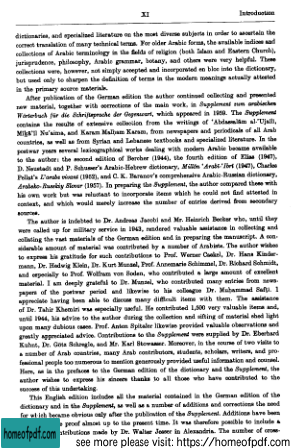 XI
Introduction
dictionaries, and specialized literature on the most diverse subjects in order to ascertain the
correct translation of many technical terms. For older Arabic forms, the available indices and
collections of Arabic terminology in the fields of religion (both Islam and Eastern Church),
jurisprudence, philosophy, Arabic grammar, botany, and others were very helpful. These
collections were, however, not simply accepted and incorporated en bloc into the dictionary,
but used only to sharpen the definition of terms in the modern meanings actually attested
in the primary source materials.
After publication of the German edition the author continued collecting and presenting
new material, together with corrections of the main work, in Supplement zum arabischen
Wörterbuch für die Schriftsprache der Gegenwart, which appeared in 1959. The Supplement
contains the results of extensive collection from the writings of ʿAbdassalām al-ʿUjailī,
Mīḵāʾīl Nuʿaima, and Karam Malḥam Karam, from newspapers and periodicals of all Arab
countries, as well as from Syrian and Lebanese textbooks and specialized literature. In the
postwar years several lexicographical works dealing with modern Arabic became available
to the author: the second edition of Bercher (1944), the fourth edition of Elias (1947),
D. Neustadt and P. Schusser's Arabic-Hebrew dictionary, Millón ʿArabī-ʿIbrī (1947), Charles
Pellat's L'arabe vivant (1952), and C. K. Baranov's comprehensive Arabic-Russian dictionary,
Arabsko-Russkiy Slovar (1957). In preparing the Supplement, the author compared these with
his own work but was reluctant to incorporate items which he could not find attested in
context, and which would merely increase the number of entries derived from secondary
sources.
The author is indebted to Dr. Andreas Jacobi and Mr. Heinrich Becker who, until they
were called up for military service in 1943, rendered valuable assistance in collecting and
collating the vast materials of the German edition and in preparing the manuscript. A con-
siderable amount of material was contributed by a number of Arabists. The author wishes
to express his gratitude for such contributions to Prof. Werner Caskel, Dr. Hans Kinder-
mann, Dr. Hedwig Klein, Dr. Kurt Munzel, Prof. Annemarie Schimmel, Dr. Richard Schmidt,
and especially to Prof. Wolfram von Soden, who contributed a large amount of excellent
material. I am deeply grateful to Dr. Munzel, who contributed many entries from news-
papers of the postwar period and likewise to his colleague Dr. Muhammad Safti. I
appreciate having been able to discuss many difficult items with them. The assistance
of Dr. Tahir Khemiri was especially useful. He contributed 1,500 very valuable items and,
until 1944, his advice to the author during the collection and sifting of material shed light
upon many dubious cases. Prof. Anton Spitaler likewise provided valuable observations and
greatly appreciated advice. Contributions to the Supplement were supplied by Dr. Eberhard
Kuhnt, Dr. Götz Schregle, and Mr. Karl Stowasser. Moreover, in the course of two visits to
a number of Arab countries, many Arab contributors, students, scholars, writers, and pro-
fessional people too numerous to mention generously provided useful information and counsel.
Here, as in the prefaces to the German edition of the dictionary and the Supplement, the
author wishes to express his sincere thanks to all those who have contributed to the
success of this undertaking.
This English edition includes all the material contained in the German edition of the
dictionary and in the Supplement, as well as a number of additions and corrections the need
for which became obvious only after the publication of the Supplement. Additions have been
proof almost up to the present time. It was therefore possible to include a
contributions made by Dr. Walter Jesser in Alexandria. The number of cross-
homeofpdf.com
see more please visit: https://homeofpdf.com